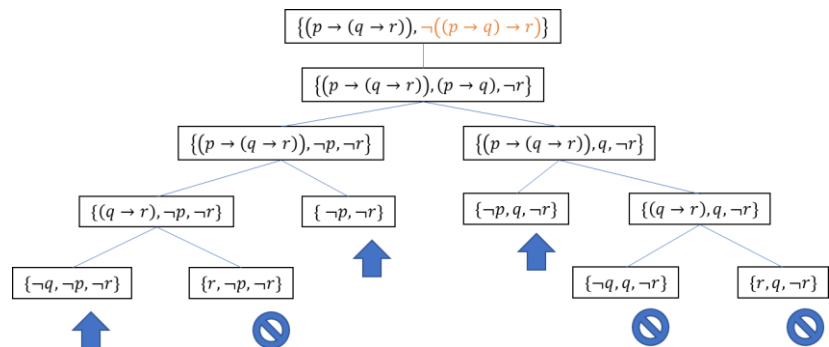 {(p → (q → r)), ¬((p → q) → r)}
{(p → (q → r)), (p → q), ¬r}
{(p → (q → r)), ¬p, ¬r}
{(p → (q → r)), q, ¬r}
{(q → r), ¬p, ¬r}
{ ¬p, ¬r}
{¬p, q, ¬r}
{(q → r), q, ¬r}
{¬q, ¬p, ¬r}
{r, ¬p, ¬r}
{¬q, q, ¬r}
{r, q, ¬r}